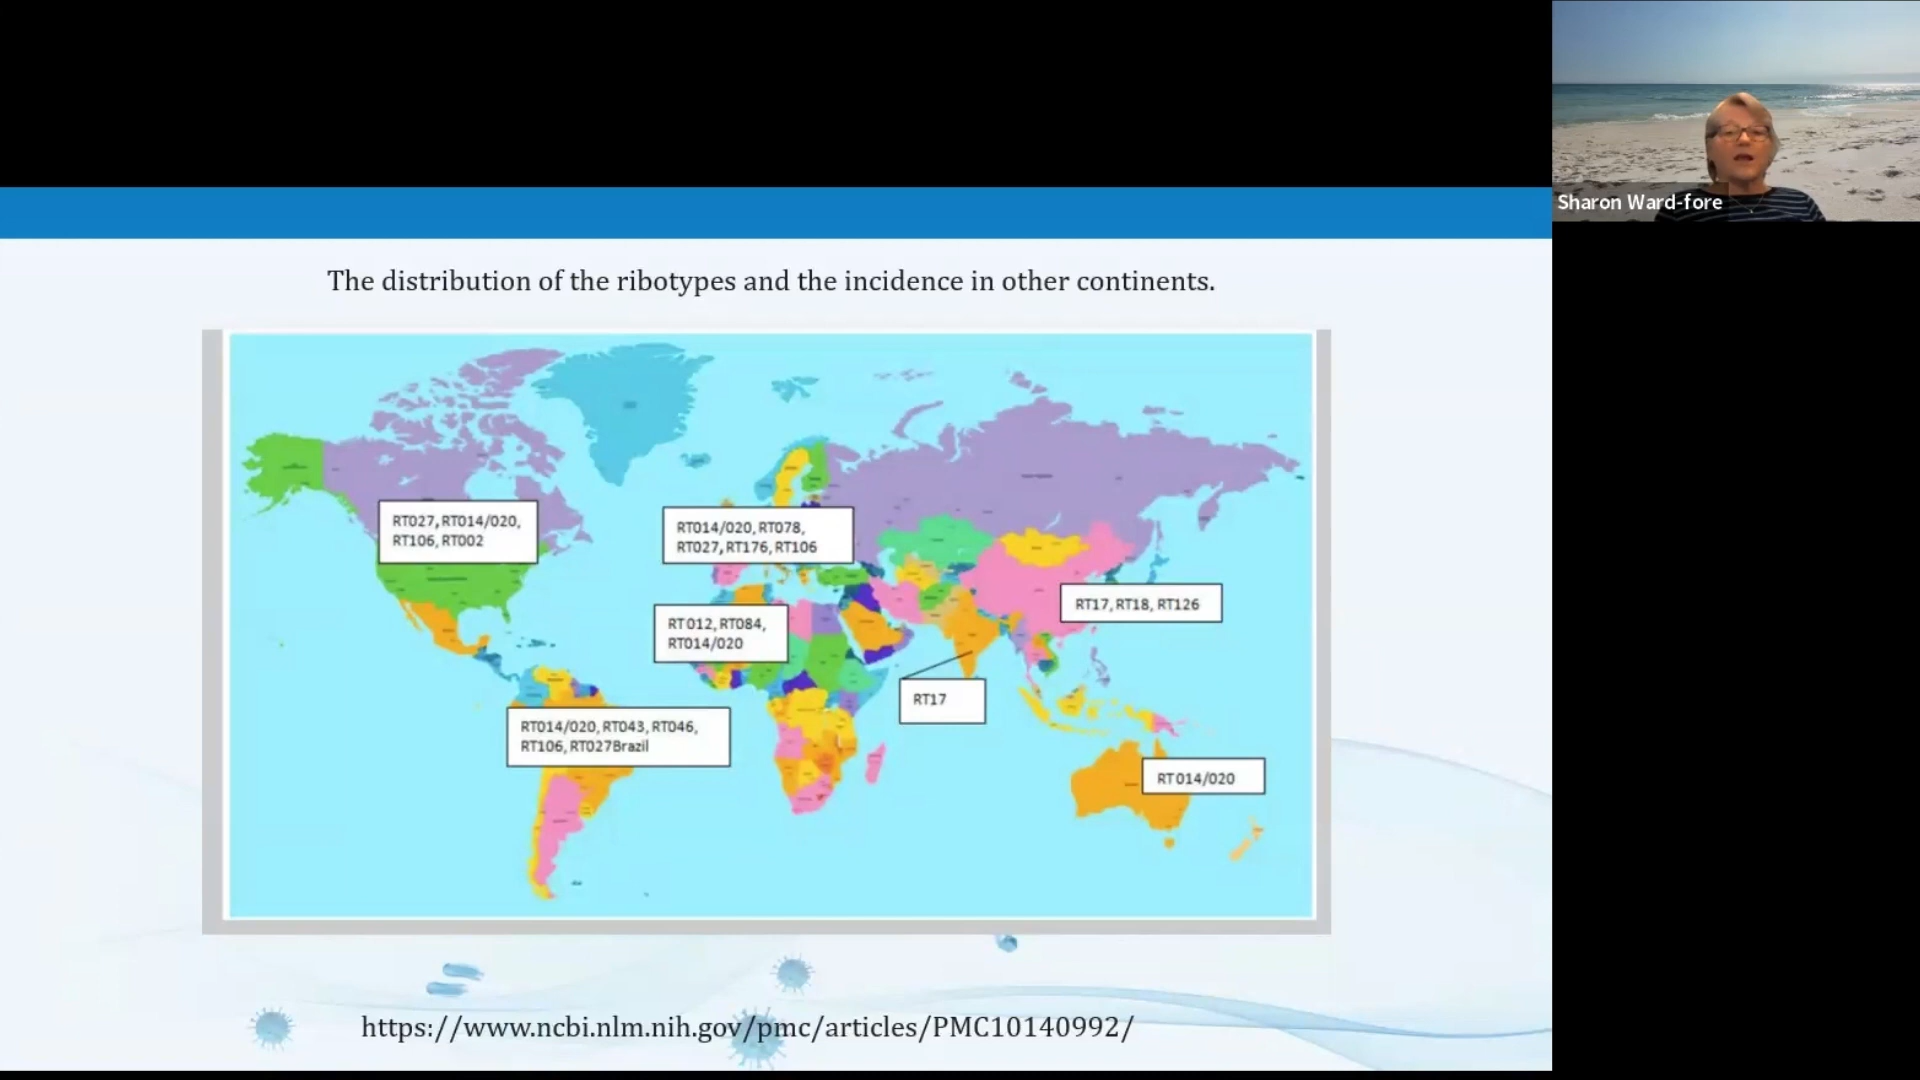 Sharon Ward-fore
The distribution of the ribotypes and the incidence in other continents.
RT027, RT014/020,
RT106, RT002
RT014/020, RT078,
RT027, RT176, RT106
RT17, RT18, RT126
RT012, RT084,
RT014/020
RT17
RT014/020, RT043, RT046,
RT106, RT027Brazil
RT014/020
https://www.ncbi.nlm.nih.gov/pmc/articles/PMC10140992/